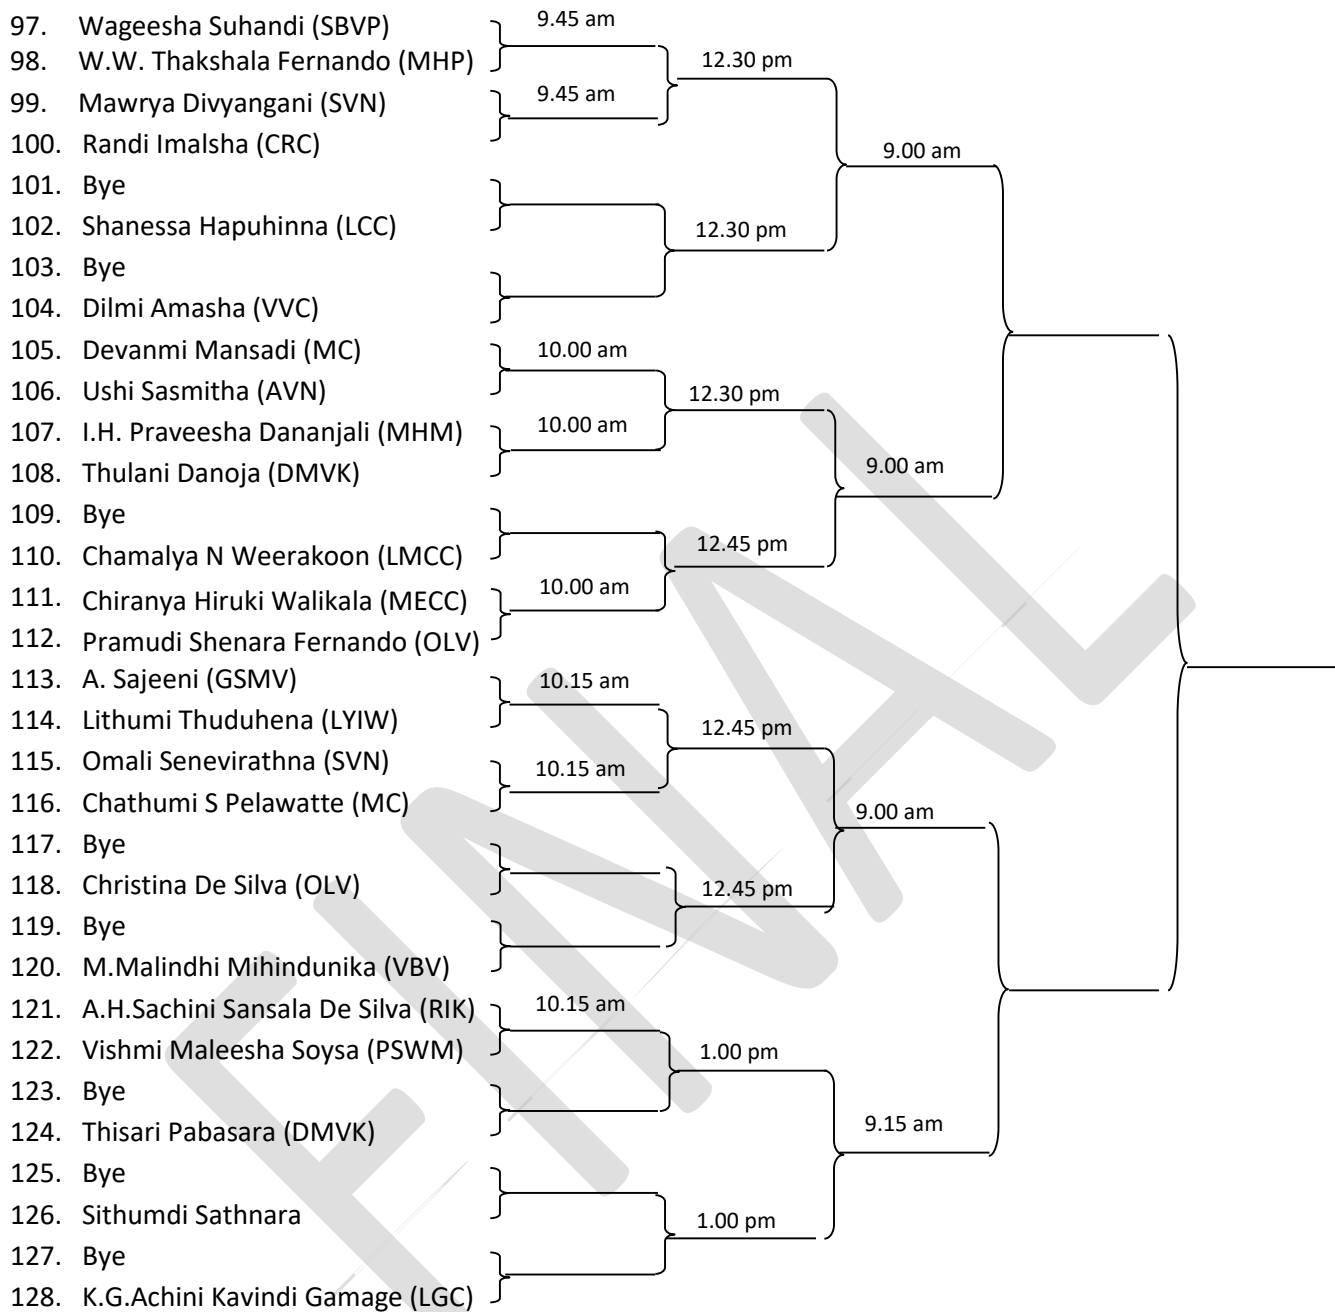 97. Wageesha Suhandi (SBVP)
9.45 am
98. W.W. Thakshala Fernando (MHP)
12.30 pm
99. Mawrya Divyangani (SVN)
9.45 am
100. Randi Imalsha (CRC)
9.00 am
101. Bye
102. Shanessa Hapuhinna (LCC)
12.30 pm
103. Bye
104. Dilmi Amasha (VVC)
105. Devanmi Mansadi (MC)
10.00 am
106. Ushi Sasmitha (AVN)
12.30 pm
107. I.H. Praveesha Dananjali (MHM)
10.00 am
108. Thulani Danoja (DMVK)
9.00 am
109. Bye
110. Chamalya N Weerakoon (LMCC)
12.45 pm
111. Chiranya Hiruki Walikala (MECC)
10.00 am
112. Pramudi Shenara Fernando (OLV)
113. A. Sajeeni (GSMV)
10.15 am
114. Lithumi Thuduhena (LYIW)
12.45 pm
115. Omali Senevirathna (SVN)
10.15 am
116. Chathumi S Pelawatte (MC)
9.00 am
117. Bye
118. Christina De Silva (OLV)
12.45 pm
119. Bye
120. M.Malindhi Mihindunika (VBV)
121. A.H.Sachini Sansala De Silva (RIK)
10.15 am
122. Vishmi Maleesha Soysa (PSWM)
1.00 pm
123. Bye
124. Thisari Pabasara (DMVK)
9.15 am
125. Bye
126. Sithumdi Sathnara
1.00 pm
127. Bye
128. K.G.Achini Kavindi Gamage (LGC)
FINAL